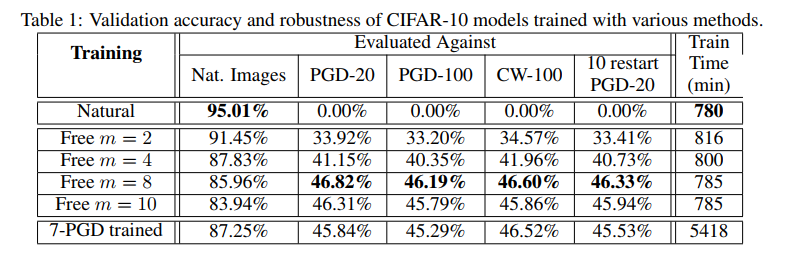 Table 1: Validation accuracy and robustness of CIFAR-10 models trained with various methods.
Training | Evaluated Against | Train Time (min)
Nat. Images | PGD-20 | PGD-100 | CW-100 | 10 restart PGD-20
Natural | 95.01% | 0.00% | 0.00% | 0.00% | 0.00% | 780
Free m = 2 | 91.45% | 33.92% | 33.20% | 34.57% | 33.41% | 816
Free m = 4 | 87.83% | 41.15% | 40.35% | 41.96% | 40.73% | 800
Free m = 8 | 85.96% | 46.82% | 46.19% | 46.60% | 46.33% | 785
Free m = 10 | 83.94% | 46.31% | 45.79% | 45.86% | 45.94% | 785
7-PGD trained | 87.25% | 45.84% | 45.29% | 46.52% | 45.53% | 5418